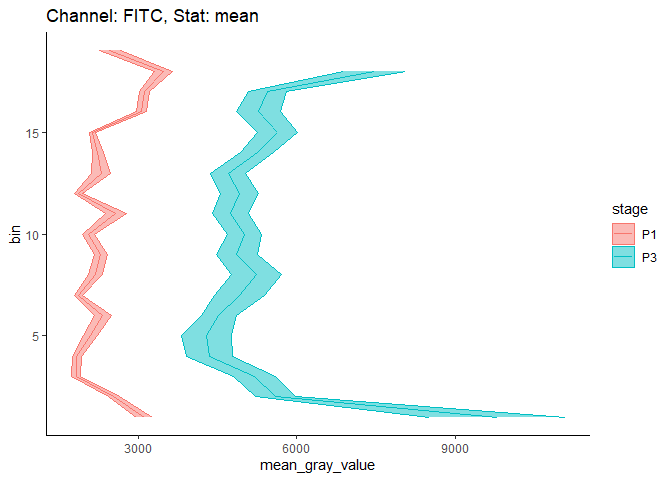 Channel: FITC, Stat: mean
15
10
5
bin
3000
6000
9000
mean_gray_value
stage
P1
P3